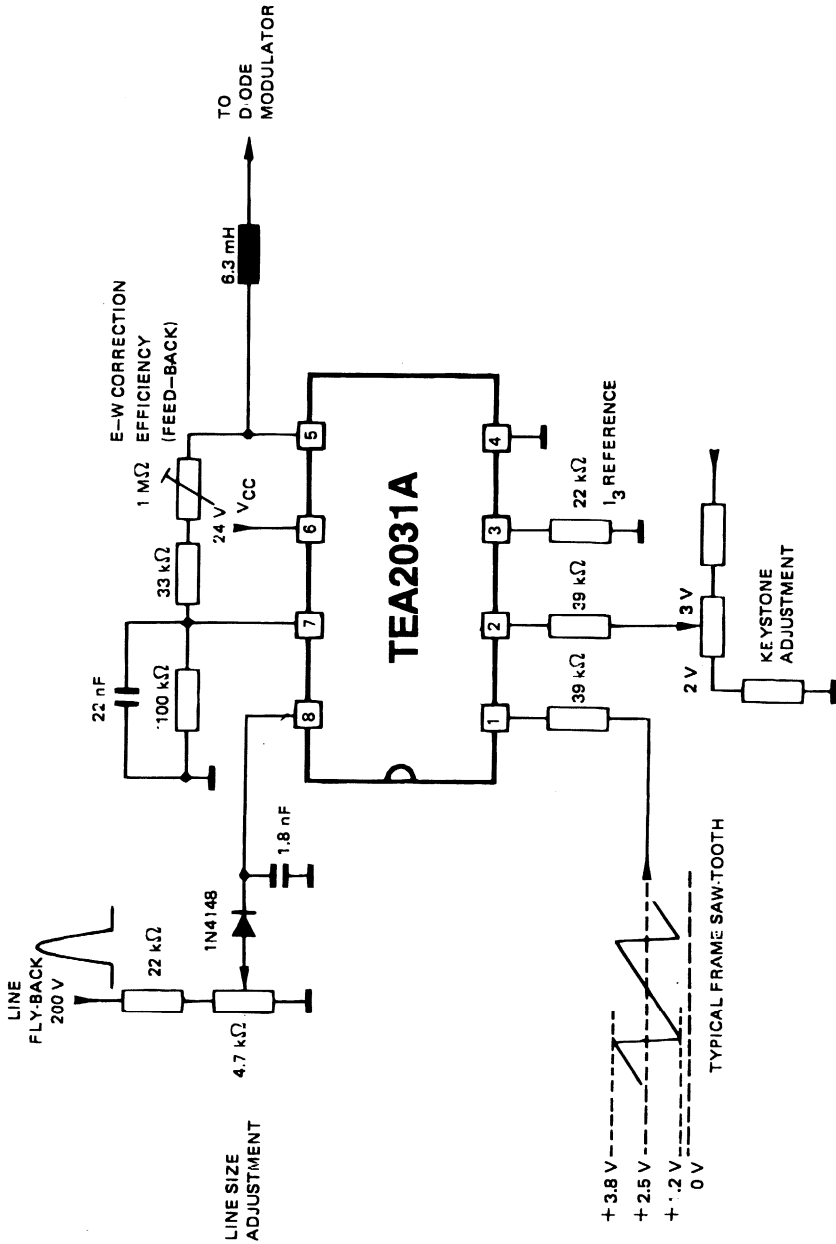 LINE
FLY-BACK
200 V
22 kΩ
4.7 kΩ
LINE SIZE
ADJUSTMENT
1N4148
1.8 nF
22 nF
100 kΩ
33 kΩ
1 MΩ
E–W CORRECTION
EFFICIENCY
(FEED–BACK)
24 V
VCC
6.3 mH
TO
D ODE
MODULATOR
8
7
6
5
TEA2031A
1
2
3
4
39 kΩ
39 kΩ
22 kΩ
I3 REFERENCE
2 V
3 V
KEYSTONE
ADJUSTMENT
+ 3.8 V
+ 2.5 V
+ 1.2 V
0 V
TYPICAL FRAME SAW-TOOTH